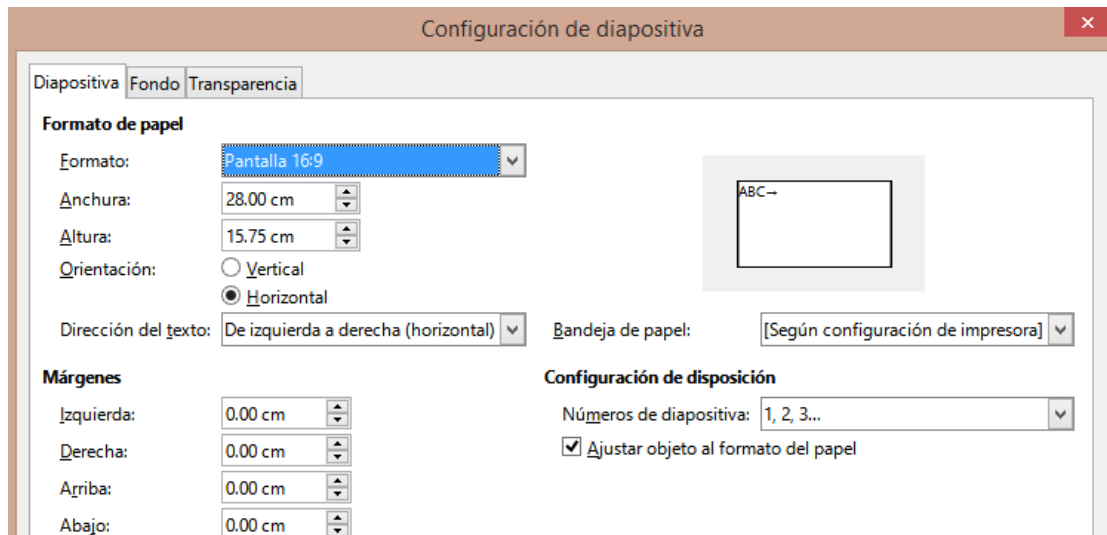 Configuración de diapositiva
Diapositiva Fondo Transparencia
Formato de papel
Formato: Pantalla 16:9
Anchura: 28.00 cm
Altura: 15.75 cm
ABC→
Orientación: Vertical
Horizontal
Dirección del texto: De izquierda a derecha (horizontal) Bandeja de papel: [Según configuración de impresora]
Márgenes Configuración de disposición
Izquierda: 0.00 cm Números de diapositiva: 1, 2, 3...
Derecha: 0.00 cm Ajustar objeto al formato del papel
Arriba: 0.00 cm
Abajo: 0.00 cm